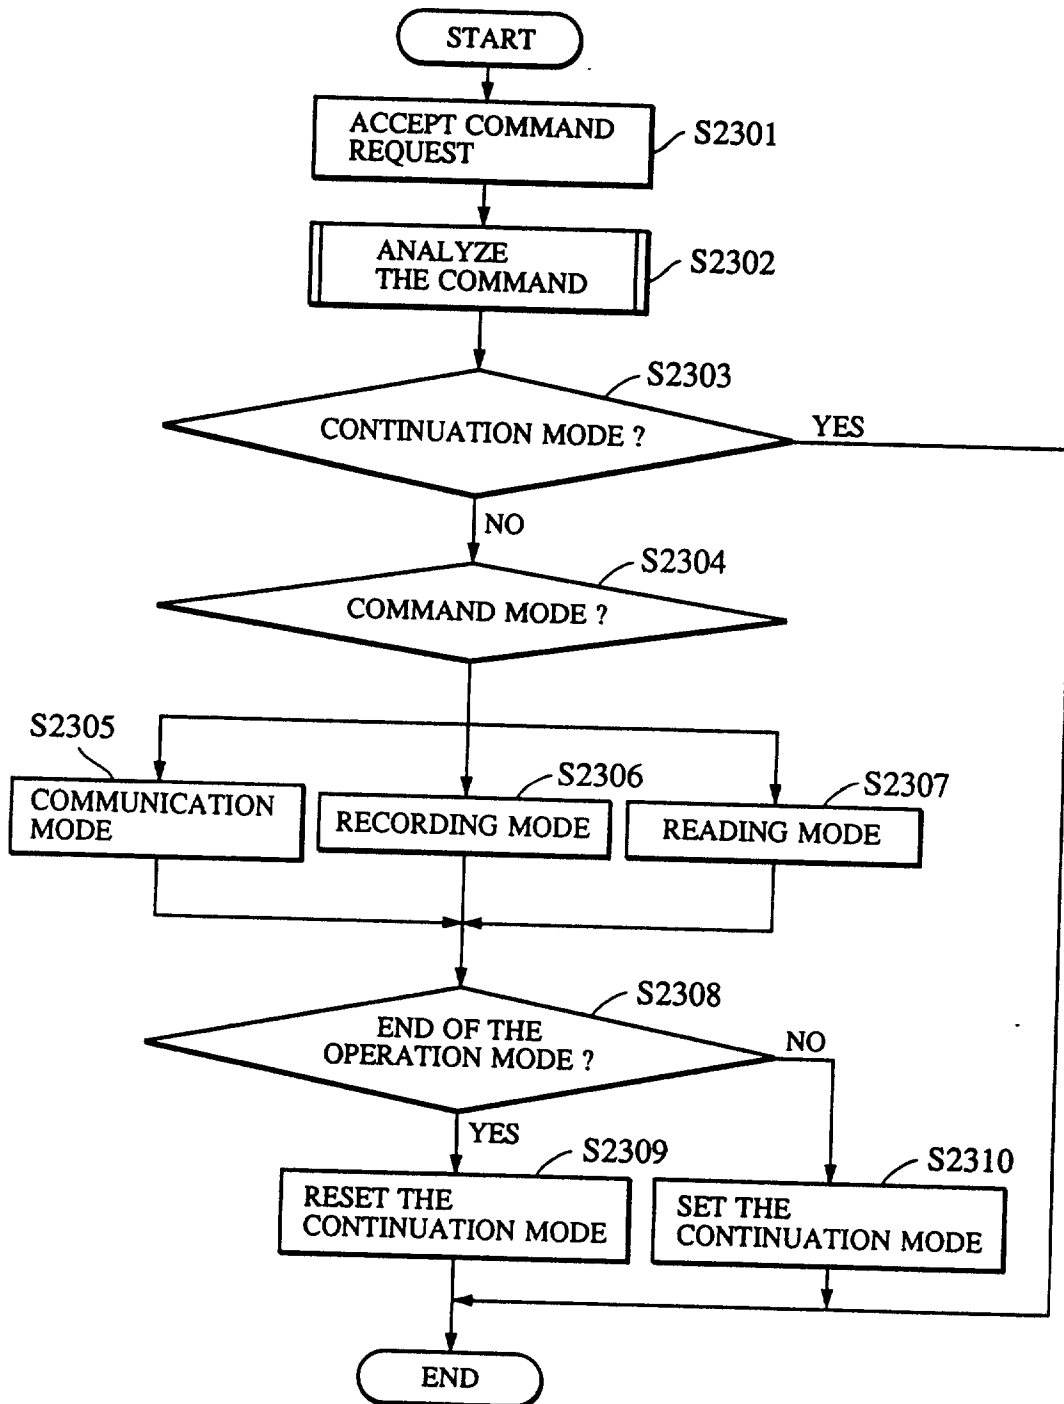 START
ACCEPT COMMAND
REQUEST
S2301
ANALYZE
THE COMMAND
S2302
S2303
CONTINUATION MODE ?
YES
NO
S2304
COMMAND MODE ?
S2305
COMMUNICATION
MODE
S2306
RECORDING MODE
S2307
READING MODE
S2308
END OF THE
OPERATION MODE ?
NO
YES
S2309
RESET THE
CONTINUATION MODE
S2310
SET THE
CONTINUATION MODE
END